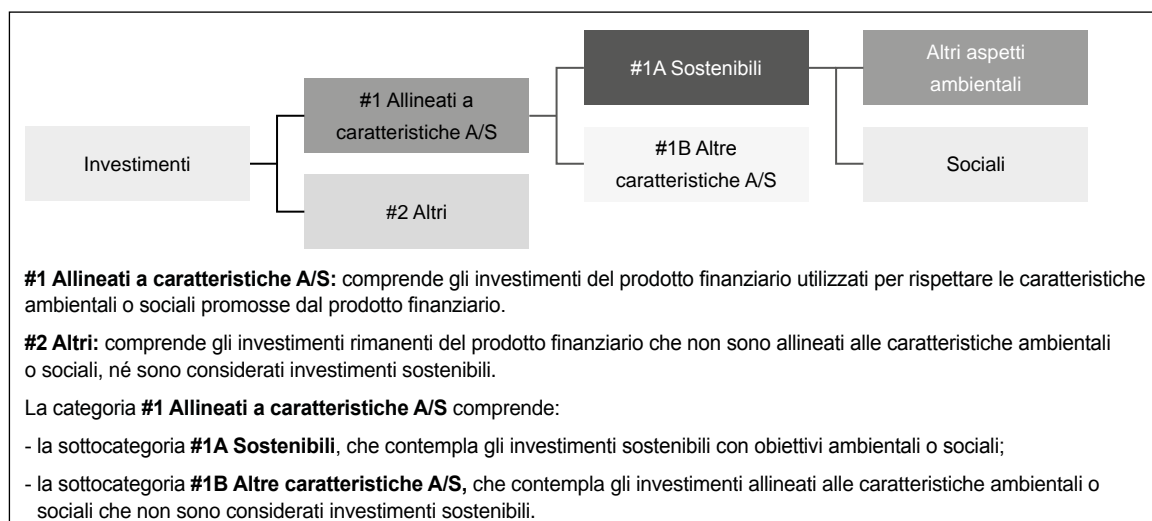 Investimenti
#1 Allineati a
caratteristiche A/S
#2 Altri
#1A Sostenibili
#1B Altre
caratteristiche A/S
Altri aspetti
ambientali
Sociali
#1 Allineati a caratteristiche A/S: comprende gli investimenti del prodotto finanziario utilizzati per rispettare le caratteristiche
ambientali o sociali promosse dal prodotto finanziario.
#2 Altri: comprende gli investimenti rimanenti del prodotto finanziario che non sono allineati alle caratteristiche ambientali
o sociali, né sono considerati investimenti sostenibili.
La categoria #1 Allineati a caratteristiche A/S comprende:
- la sottocategoria #1A Sostenibili, che contempla gli investimenti sostenibili con obiettivi ambientali o sociali;
- la sottocategoria #1B Altre caratteristiche A/S, che contempla gli investimenti allineati alle caratteristiche ambientali o
sociali che non sono considerati investimenti sostenibili.